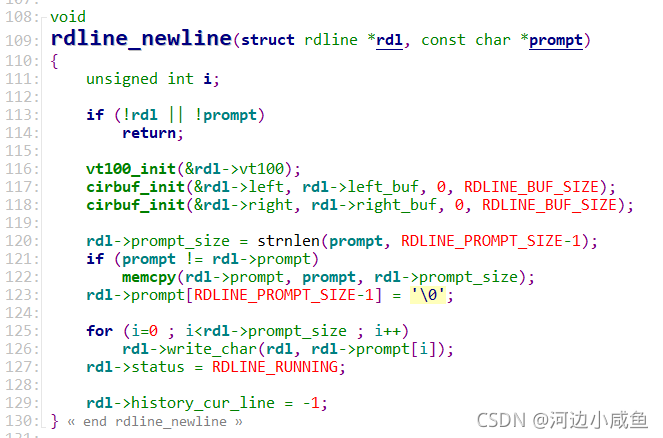 108: void
109: rdline_newline(struct rdline *rdl, const char *prompt)
110: {
111:     unsigned int i;
112:
113:     if (!rdl || !prompt)
114:         return;
115:
116:     vt100_init(&rdl->vt100);
117:     cirbuf_init(&rdl->left, rdl->left_buf, 0, RDLINE_BUF_SIZE);
118:     cirbuf_init(&rdl->right, rdl->right_buf, 0, RDLINE_BUF_SIZE);
119:
120:     rdl->prompt_size = strnlen(prompt, RDLINE_PROMPT_SIZE-1);
121:     if (prompt != rdl->prompt)
122:         memcpy(rdl->prompt, prompt, rdl->prompt_size);
123:     rdl->prompt[RDLINE_PROMPT_SIZE-1] = '\0';
124:
125:     for (i=0 ; i<rdl->prompt_size ; i++)
126:         rdl->write_char(rdl, rdl->prompt[i]);
127:     rdl->status = RDLINE_RUNNING;
128:
129:     rdl->history_cur_line = -1;
130: } « end rdline_newline »
CSDN @河边小咸鱼